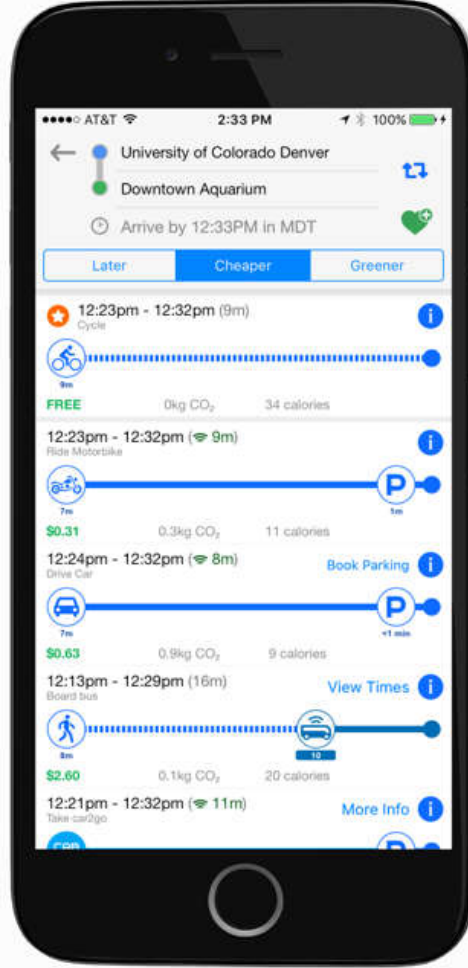 AT&T 2:33 PM 100%
University of Colorado Denver
Downtown Aquarium
Arrive by 12:33PM in MDT
Later Cheaper Greener
12:23pm - 12:32pm (9m)
Cycle
9m
FREE 0kg CO₂ 34 calories
12:23pm - 12:32pm (9m)
Ride Motorbike
P
7m 1m
$0.31 0.3kg CO₂ 11 calories
12:24pm - 12:32pm (8m) Book Parking
Drive Car
P
7m <1 min
$0.63 0.9kg CO₂ 9 calories
12:13pm - 12:29pm (16m) View Times
Board bus
8m 10
$2.60 0.1kg CO₂ 20 calories
12:21pm - 12:32pm (11m) More Info
Take car2go
CAR P